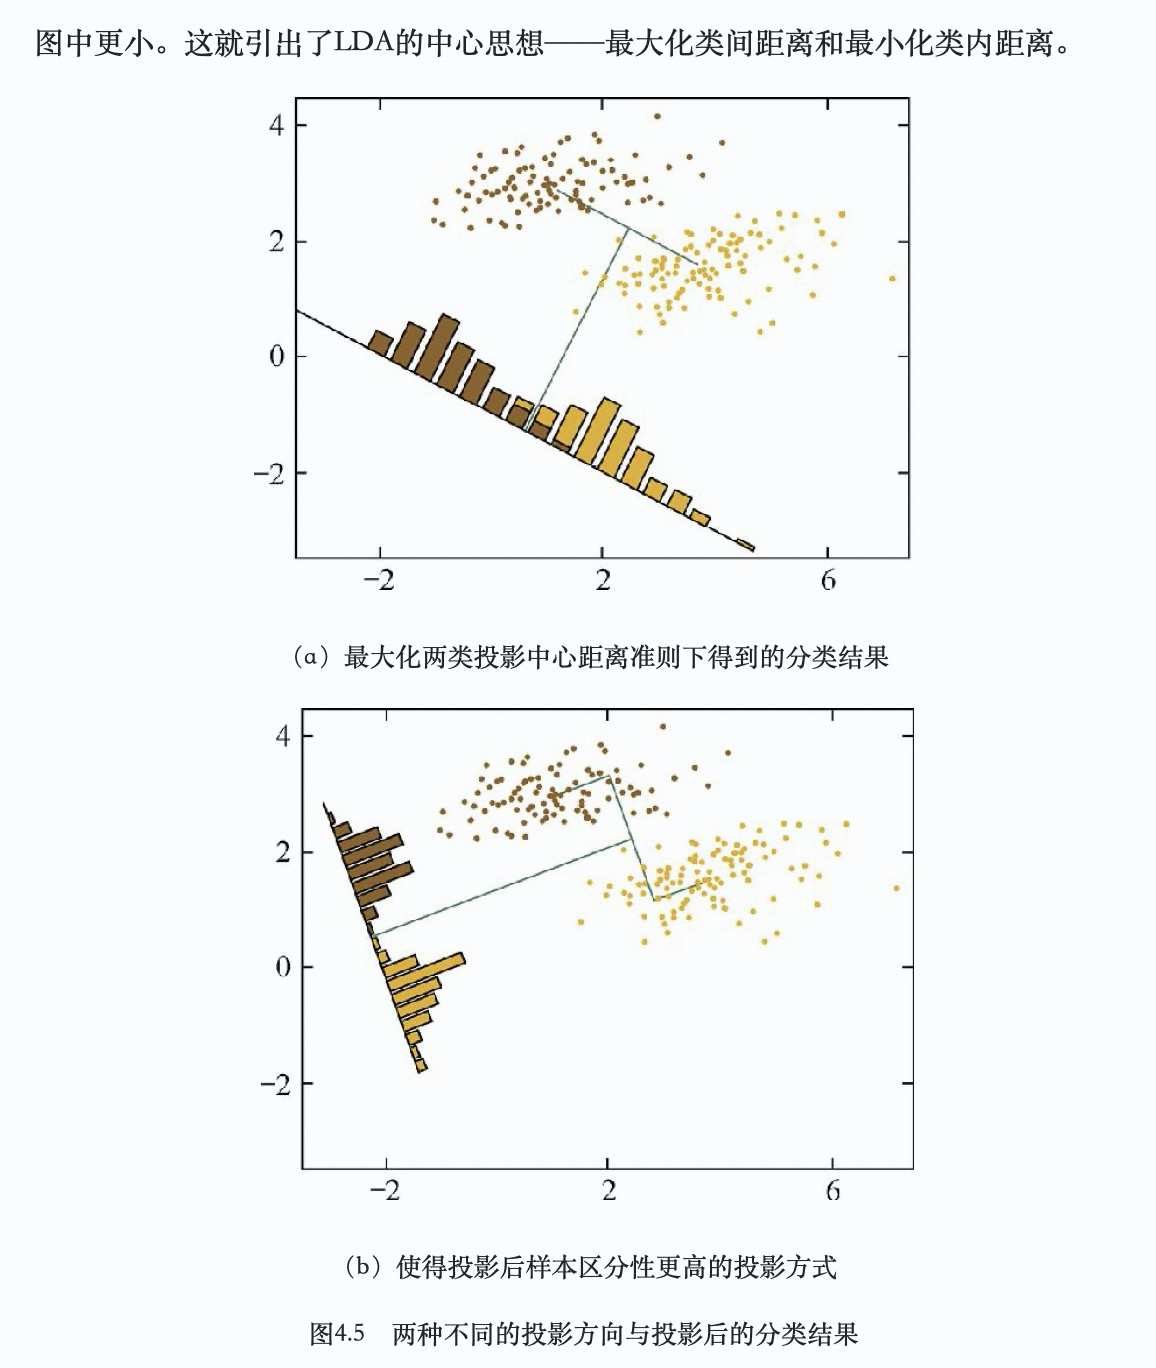 图中更小。这就引出了LDA的中心思想——最大化类间距离和最小化类内距离。
4
2
0
−2
−2 2 6
（a）最大化两类投影中心距离准则下得到的分类结果
4
2
0
−2
−2 2 6
（b）使得投影后样本区分性更高的投影方式
图4.5 两种不同的投影方向与投影后的分类结果